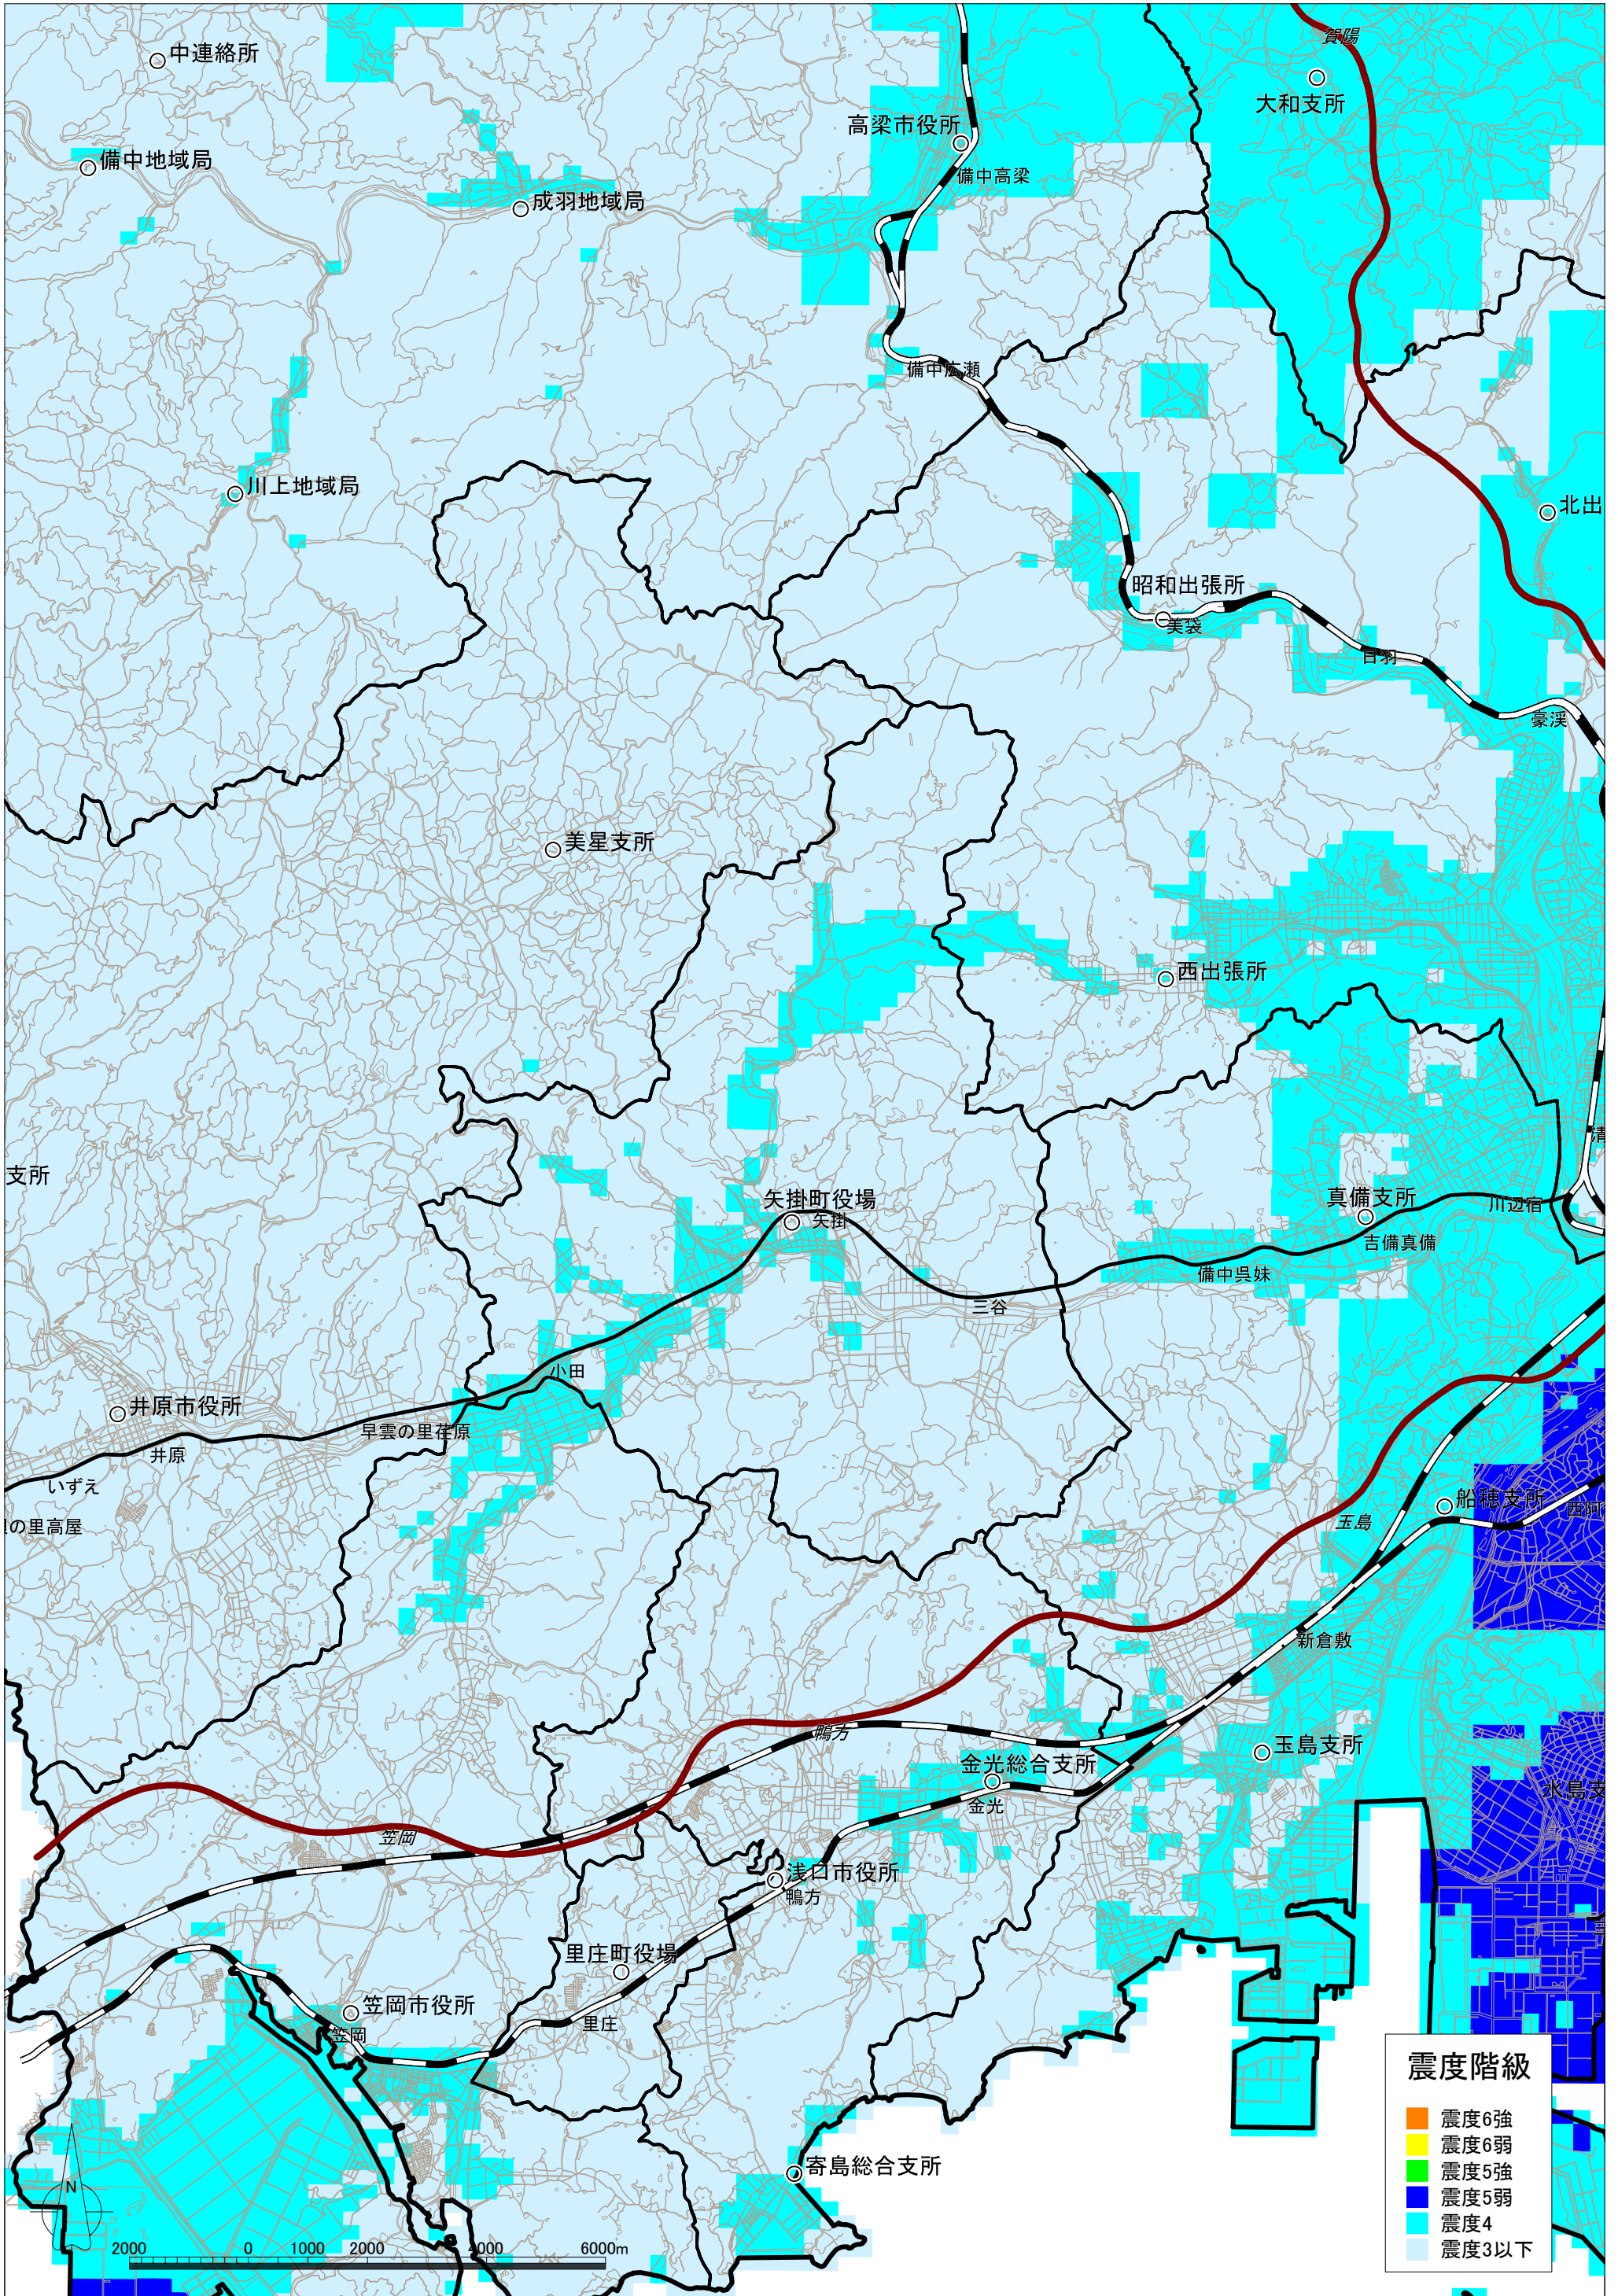 賀陽
中連絡所
大和支所
高梁市役所
備中地域局
備中高梁
成羽地域局
備中広瀬
川上地域局
北出
昭和出張所
美袋
日羽
豪渓
美星支所
西出張所
清
支所
矢掛町役場
矢掛
真備支所
川辺宿
吉備真備
備中呉妹
三谷
小田
井原市役所
早雲の里荏原
井原
いずえ
の里高屋
船穂支所
西阿
玉島
新倉敷
鴨方
玉島支所
金光総合支所
水島支
金光
笠岡
浅口市役所
鴨方
里庄町役場
笠岡市役所
里庄
笠岡
震度階級
震度6強
震度6弱
震度5強
震度5弱
震度4
震度3以下
寄島総合支所
N
2000 0 1000 2000 4000 6000m